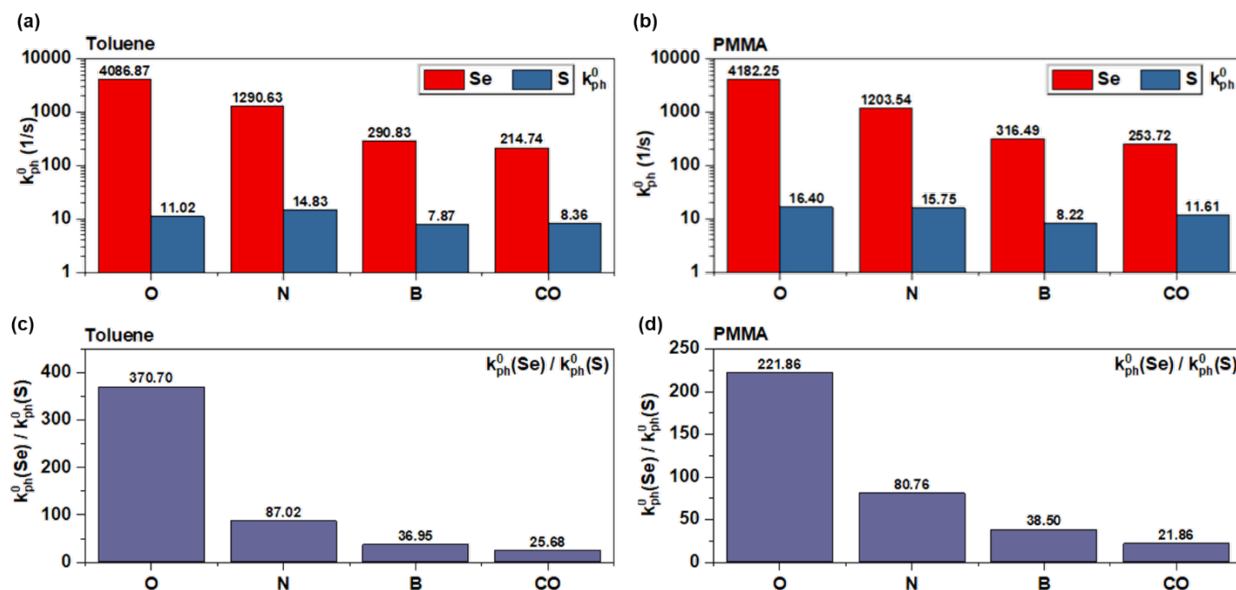 (a)
Toluene
k⁰ph (1/s)
10000
1000
100
10
1
4086.87
1290.63
290.83
214.74
11.02
14.83
7.87
8.36
Se S k⁰ph
O N B CO
(b)
PMMA
k⁰ph (1/s)
10000
1000
100
10
1
4182.25
1203.54
316.49
253.72
16.40
15.75
8.22
11.61
Se S k⁰ph
O N B CO
(c)
Toluene
k⁰ph(Se) / k⁰ph(S)
400
300
200
100
0
k⁰ph(Se) / k⁰ph(S)
370.70
87.02
36.95
25.68
O N B CO
(d)
PMMA
k⁰ph(Se) / k⁰ph(S)
250
200
150
100
50
0
k⁰ph(Se) / k⁰ph(S)
221.86
80.76
38.50
21.86
O N B CO